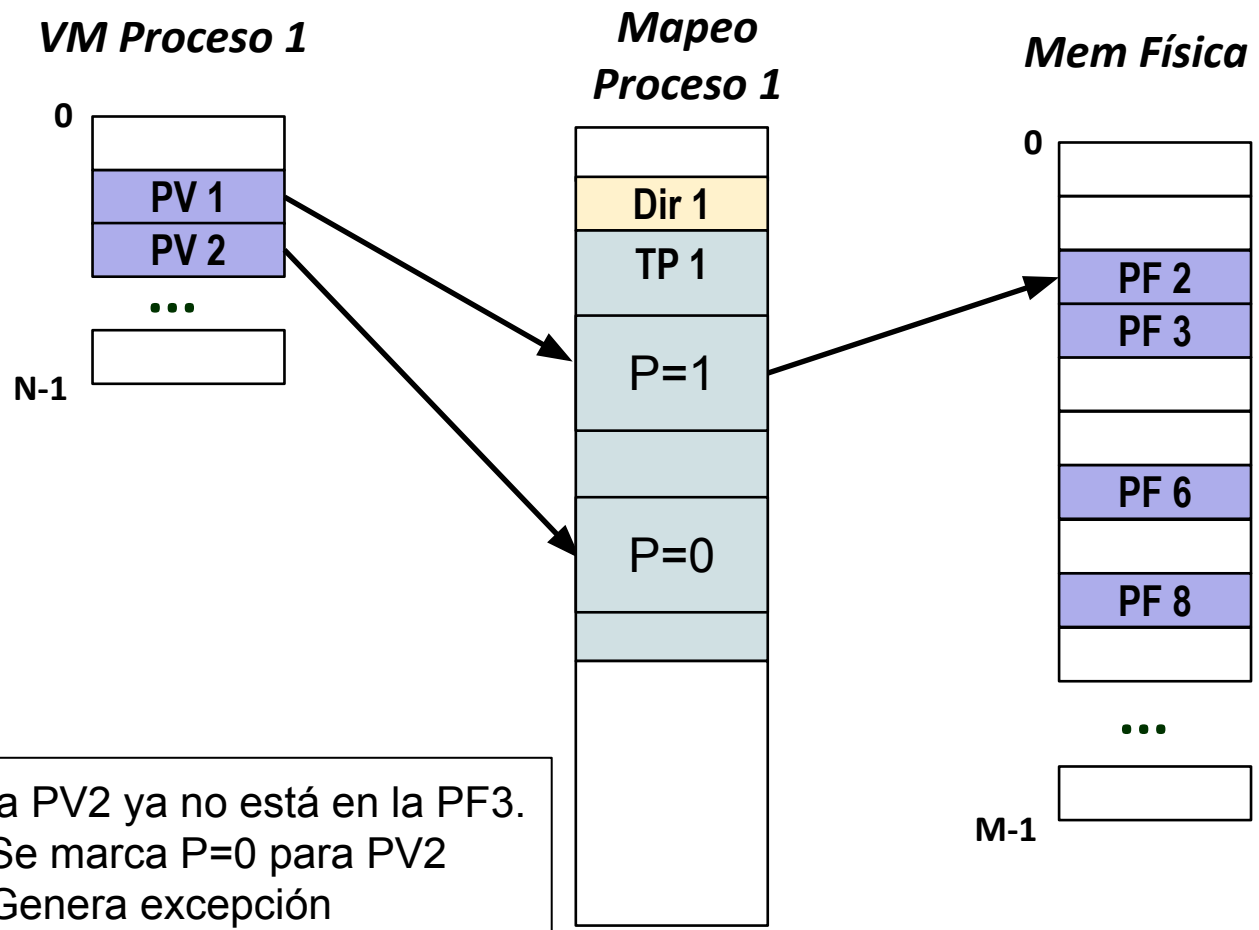 VM Proceso 1
0
PV 1
PV 2
...
N-1
Mapeo
Proceso 1
Dir 1
TP 1
P=1
P=0
Mem Física
0
PF 2
PF 3
PF 6
PF 8
...
M-1
a PV2 ya no está en la PF3.
Se marca P=0 para PV2
Genera excepción